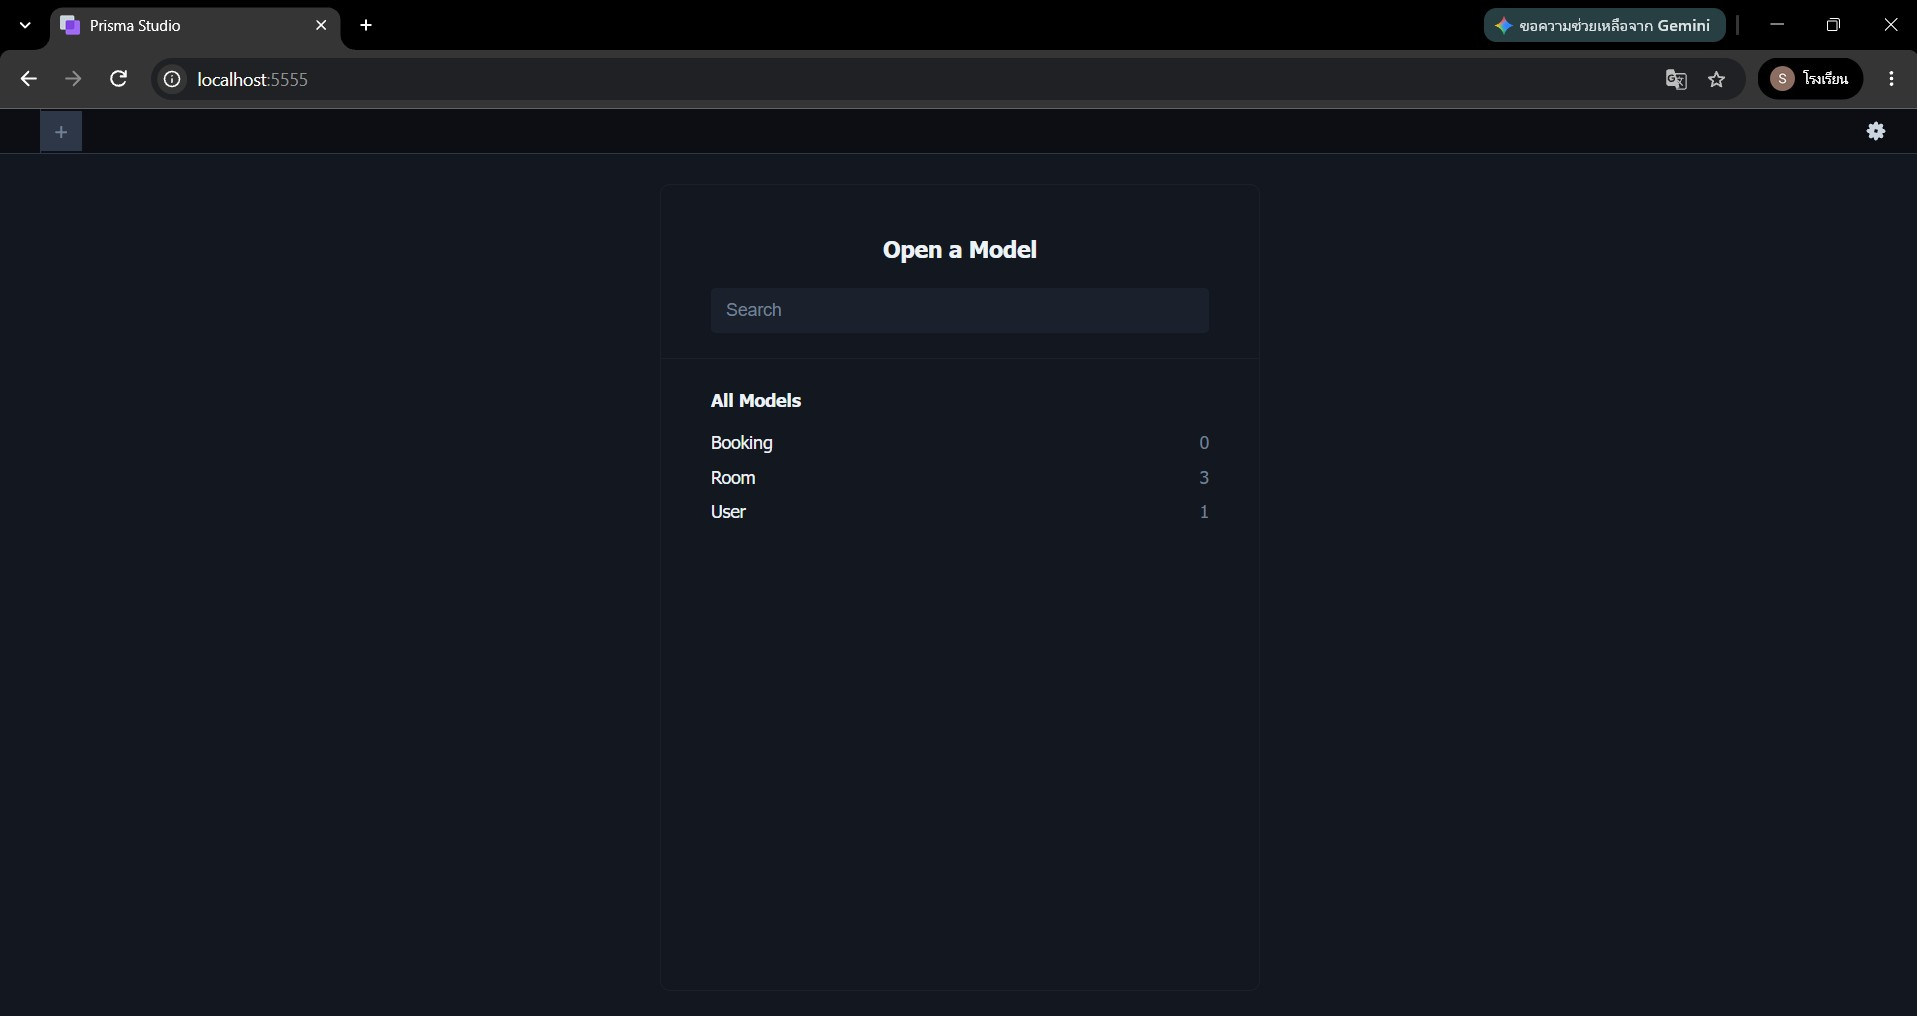 Prisma Studio
ขอความช่วยเหลือจาก Gemini
localhost:5555
S โรงเรียน
Open a Model
Search
All Models
Booking 0
Room 3
User 1